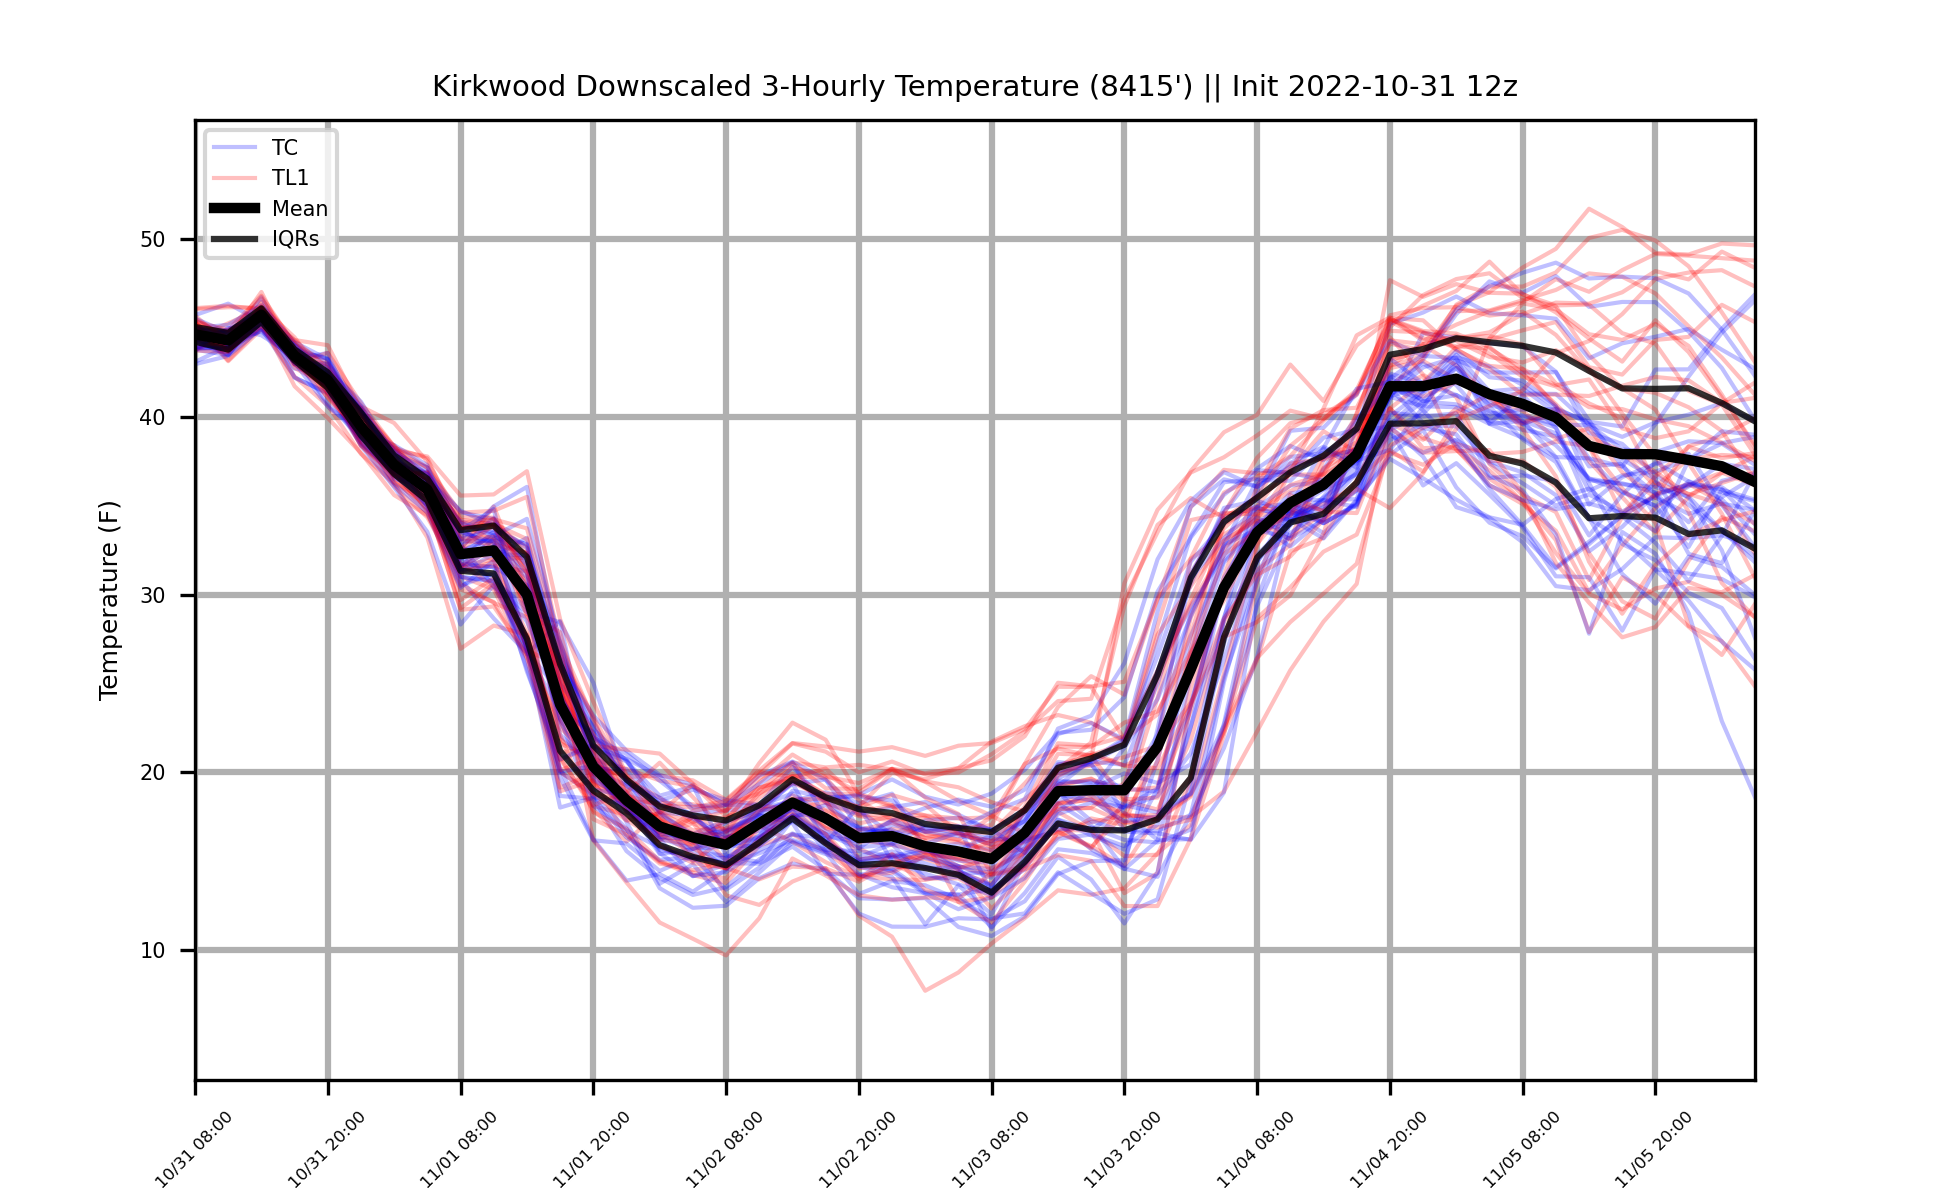 Kirkwood Downscaled 3-Hourly Temperature (8415') || Init 2022-10-31 12z
TC
TL1
Mean
IQRs
Temperature (F)
50
40
30
20
10
10/31 08:00
10/31 20:00
11/01 08:00
11/01 20:00
11/02 08:00
11/02 20:00
11/03 08:00
11/03 20:00
11/04 08:00
11/04 20:00
11/05 08:00
11/05 20:00